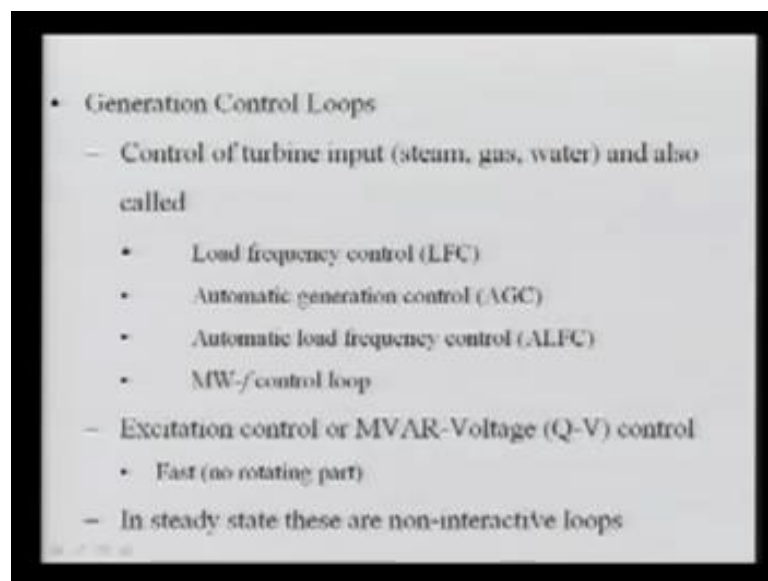 • Generation Control Loops
– Control of turbine input (steam, gas, water) and also
called
• Load frequency control (LFC)
• Automatic generation control (AGC)
• Automatic load frequency control (ALFC)
• MW-f control loop
– Excitation control or MVAR-Voltage (Q-V) control
• Fast (no rotating part)
– In steady state these are non-interactive loops